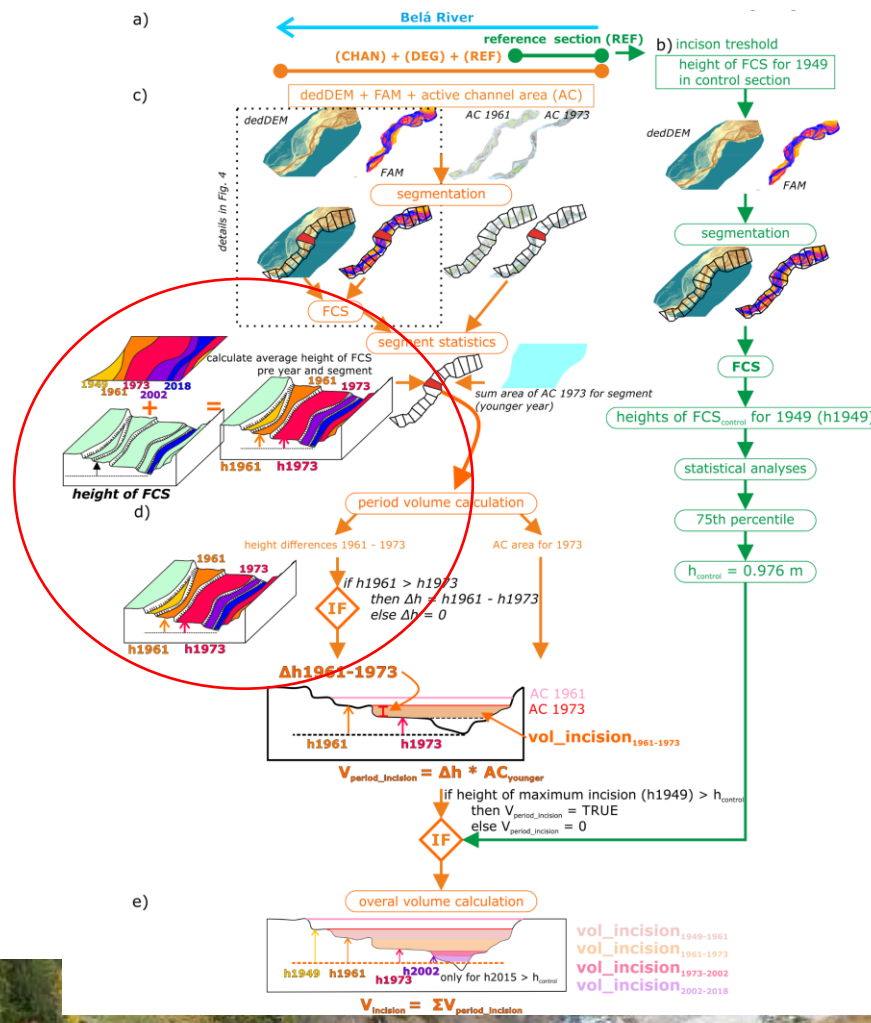 a)
Belá River
reference section (REF)
(CHAN) + (DEG) + (REF)
b)
incison treshold
height of FCS for 1949
in control section
c)
dedDEM + FAM + active channel area (AC)
dedDEM
FAM
AC 1961
AC 1973
details in Fig. 4
segmentation
FCS
segment statistics
calculate average height of FCS
pre year and segment
1949
1961
1973
2002
2018
+
=
1961
1973
h1961
h1973
height of FCS
sum area of AC 1973 for segment
(younger year)
d)
period volume calculation
height differences 1961 - 1973
AC area for 1973
1961
1973
h1961
h1973
if h1961 > h1973
then Δh = h1961 - h1973
else Δh = 0
IF
Δh1961-1973
AC 1961
AC 1973
h1961
h1973
vol_incision1961-1973
Vperiod_incision = Δh * ACyounger
if height of maximum incision (h1949) > hcontrol
then Vperiod_incision = TRUE
else Vperiod_incision = 0
IF
dedDEM
FAM
segmentation
FCS
heights of FCScontrol for 1949 (h1949)
statistical analyses
75th percentile
hcontrol = 0.976 m
e)
overal volume calculation
h1949
h1961
h1973
h2002
only for h2015 > hcontrol
vol_incision1949-1961
vol_incision1961-1973
vol_incision1973-2002
vol_incision2002-2018
Vincision = ΣVperiod_incision